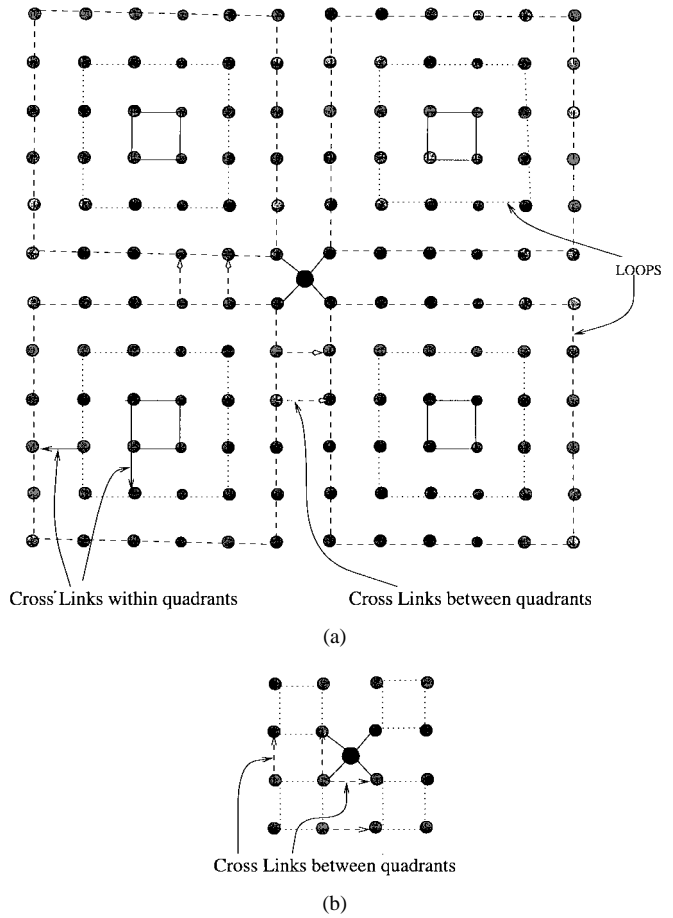 LOOPS
Cross Links within quadrants
Cross Links between quadrants
(a)
Cross Links between quadrants
(b)